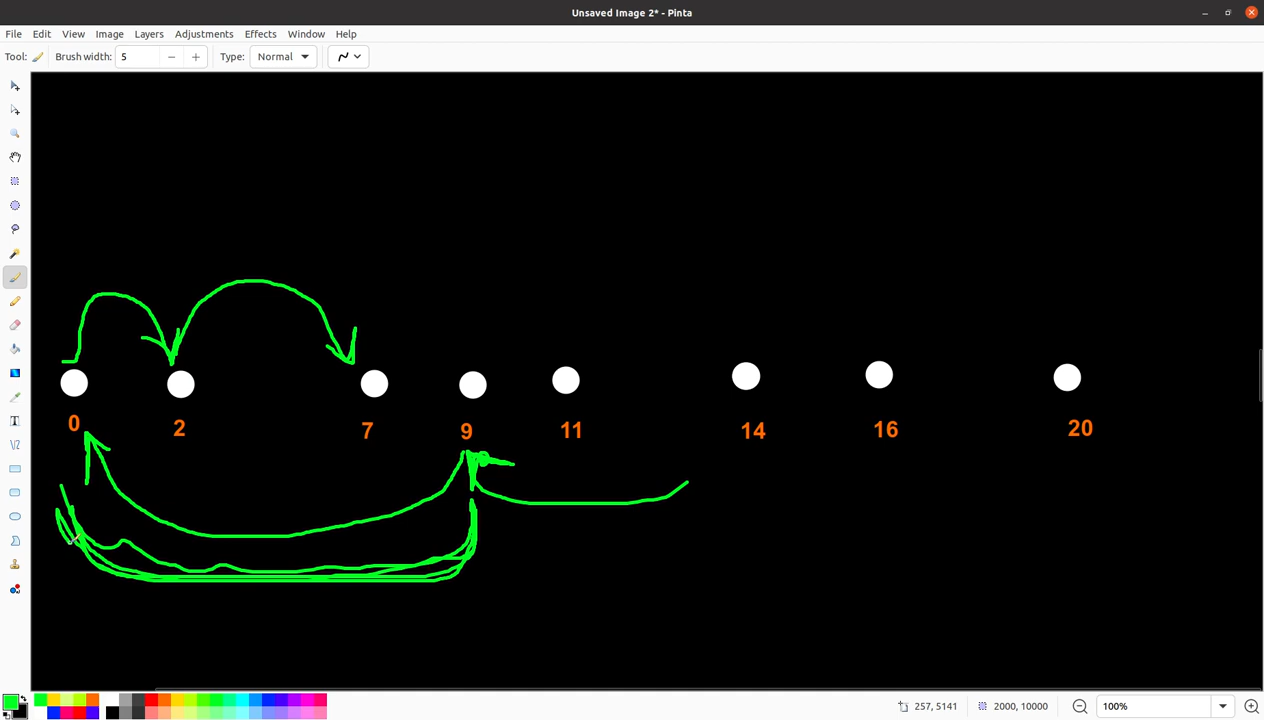 Unsaved Image 2* - Pinta
File Edit View Image Layers Adjustments Effects Window Help
Tool: Brush width: 5 Type: Normal
0 2 7 9 11 14 16 20
257, 5141 2000, 10000 100%